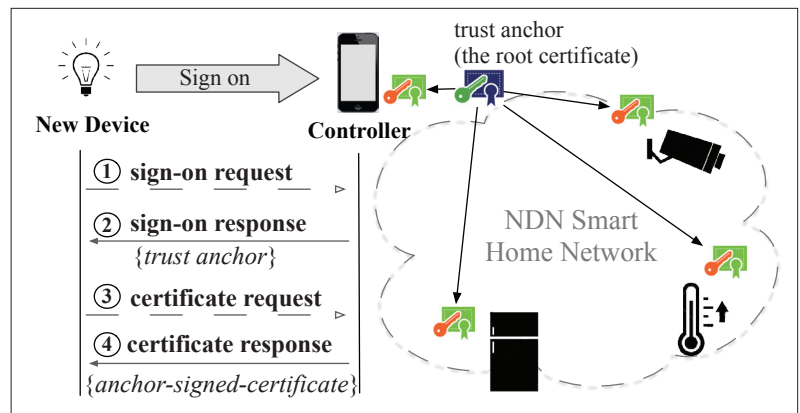 trust anchor
(the root certificate)
Sign on
New Device
Controller
1 sign-on request
2 sign-on response
{trust anchor}
3 certificate request
4 certificate response
{anchor-signed-certificate}
NDN Smart
Home Network